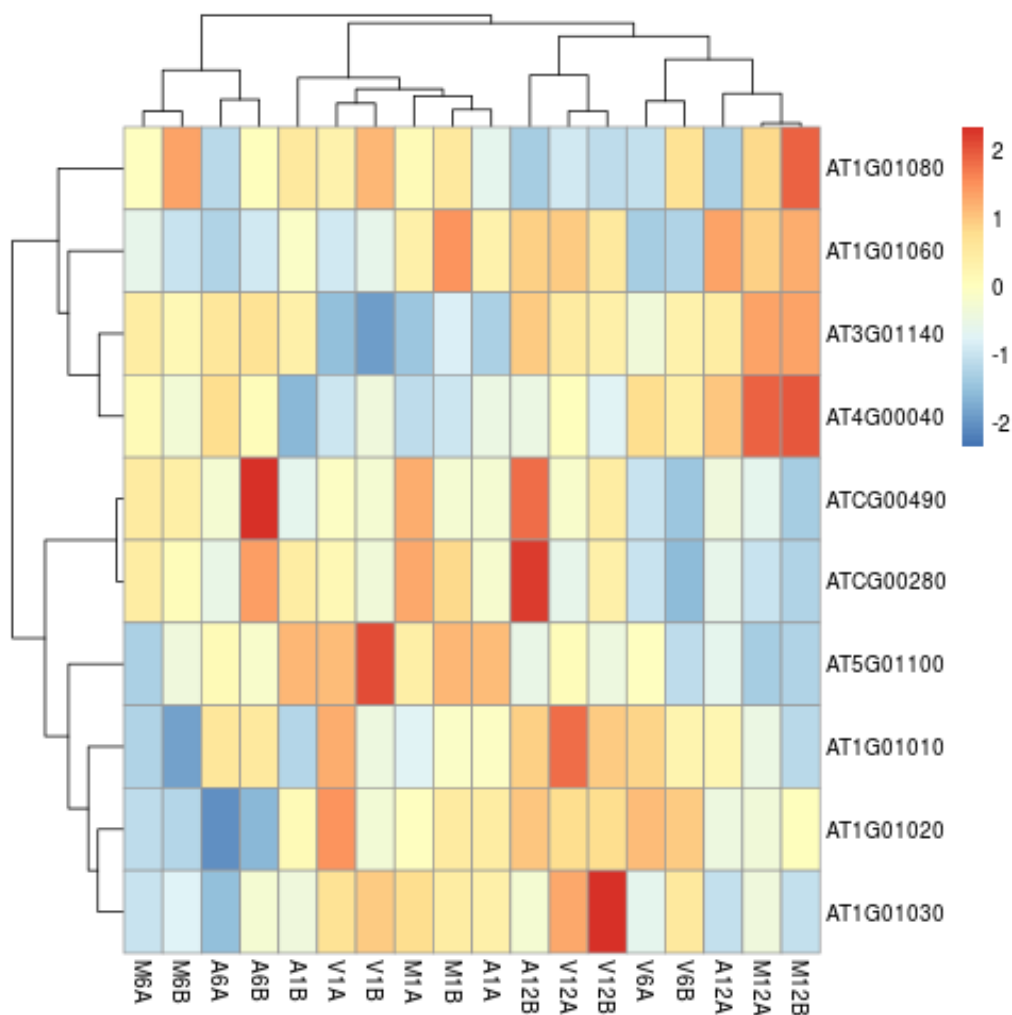 AT1G01080
AT1G01060
AT3G01140
AT4G00040
ATCG00490
ATCG00280
AT5G01100
AT1G01010
AT1G01020
AT1G01030
2
1
0
-1
-2
M6A
M6B
A6A
A6B
A1B
V1A
V1B
M1A
M1B
A1A
A12B
V12A
V12B
V6A
V6B
A12A
M12A
M12B